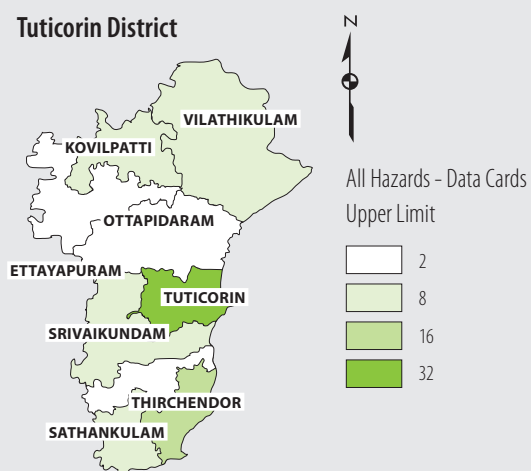 Tuticorin District
N
VILATHIKULAM
KOVILPATTI
All Hazards - Data Cards
Upper Limit
OTTAPIDARAM
2
ETTAYAPURAM
8
TUTICORIN
SRIVAIKUNDAM
16
32
THIRCHENDOR
SATHANKULAM